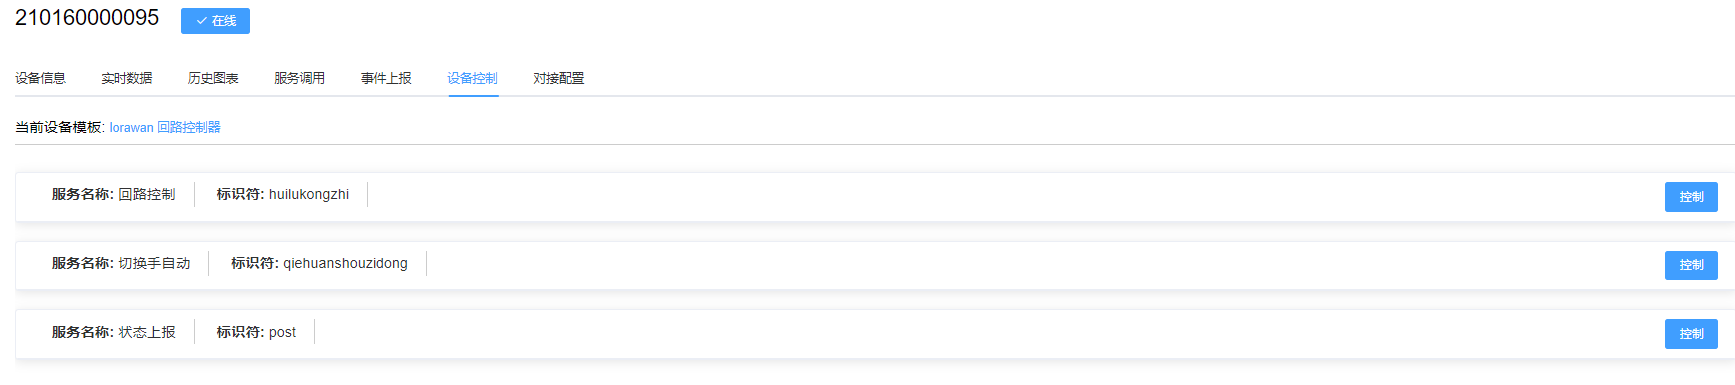 210160000095 在线
设备信息 实时数据 历史图表 服务调用 事件上报 设备控制 对接配置
当前设备模板: lorawan 回路控制器
服务名称: 回路控制 标识符: huilukongzhi 控制
服务名称: 切换手自动 标识符: qiehuanshouzidong 控制
服务名称: 状态上报 标识符: post 控制